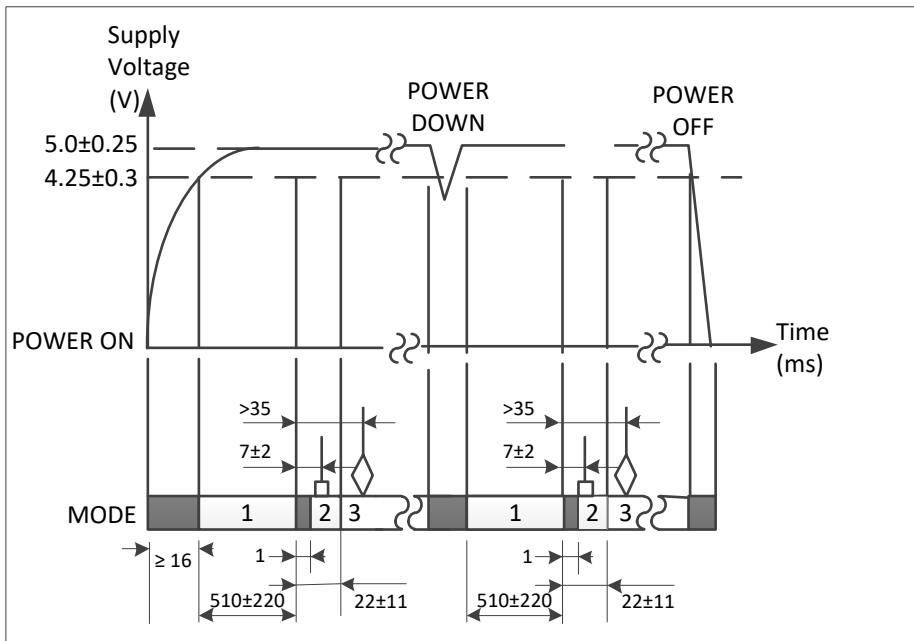 Supply
Voltage
(V)
POWER
DOWN
POWER
OFF
5.0±0.25
4.25±0.3
POWER ON
Time
(ms)
>35
>35
7±2
7±2
MODE
1
2
3
1
2
3
≥ 16
1
1
510±220
22±11
510±220
22±11